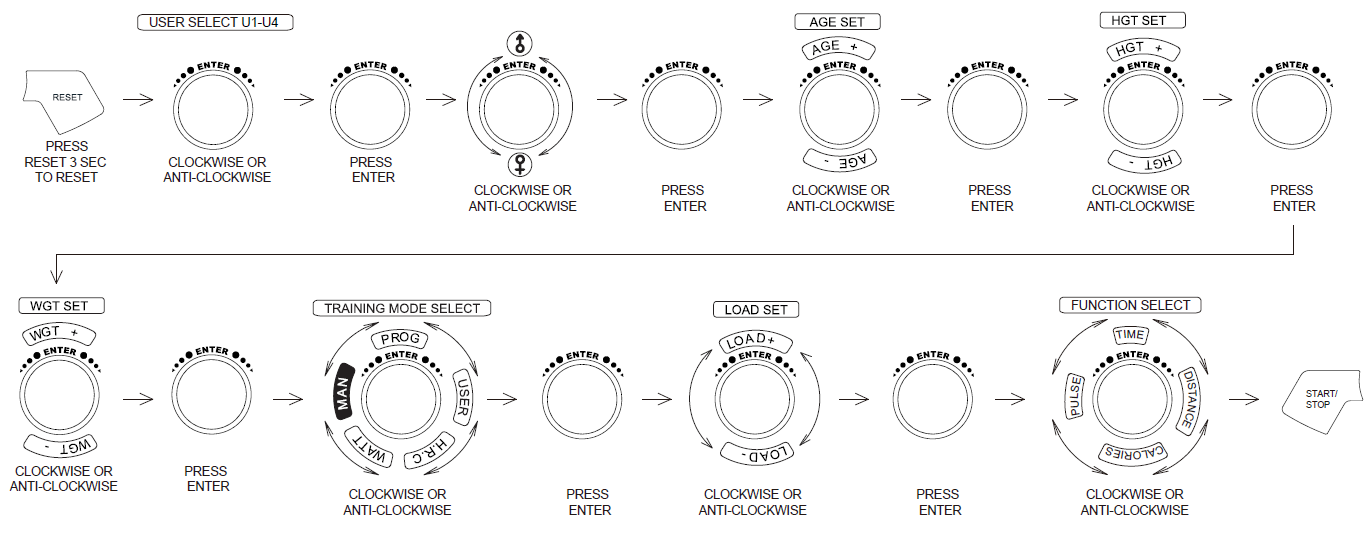 USER SELECT U1-U4
AGE SET
HGT SET
RESET
ENTER
ENTER
ENTER
ENTER
AGE +
ENTER
AGE -
ENTER
HGT +
ENTER
HGT -
ENTER
PRESS
RESET 3 SEC
TO RESET
CLOCKWISE OR
ANTI-CLOCKWISE
PRESS
ENTER
CLOCKWISE OR
ANTI-CLOCKWISE
PRESS
ENTER
CLOCKWISE OR
ANTI-CLOCKWISE
PRESS
ENTER
CLOCKWISE OR
ANTI-CLOCKWISE
PRESS
ENTER
WGT SET
TRAINING MODE SELECT
LOAD SET
FUNCTION SELECT
WGT +
ENTER
WGT -
ENTER
PROG
ENTER
MAN
USER
WATT
H.R.C
ENTER
LOAD+
ENTER
LOAD-
ENTER
TIME
ENTER
PULSE
DISTANCE
CALORIES
START/
STOP
CLOCKWISE OR
ANTI-CLOCKWISE
PRESS
ENTER
CLOCKWISE OR
ANTI-CLOCKWISE
PRESS
ENTER
CLOCKWISE OR
ANTI-CLOCKWISE
PRESS
ENTER
CLOCKWISE OR
ANTI-CLOCKWISE